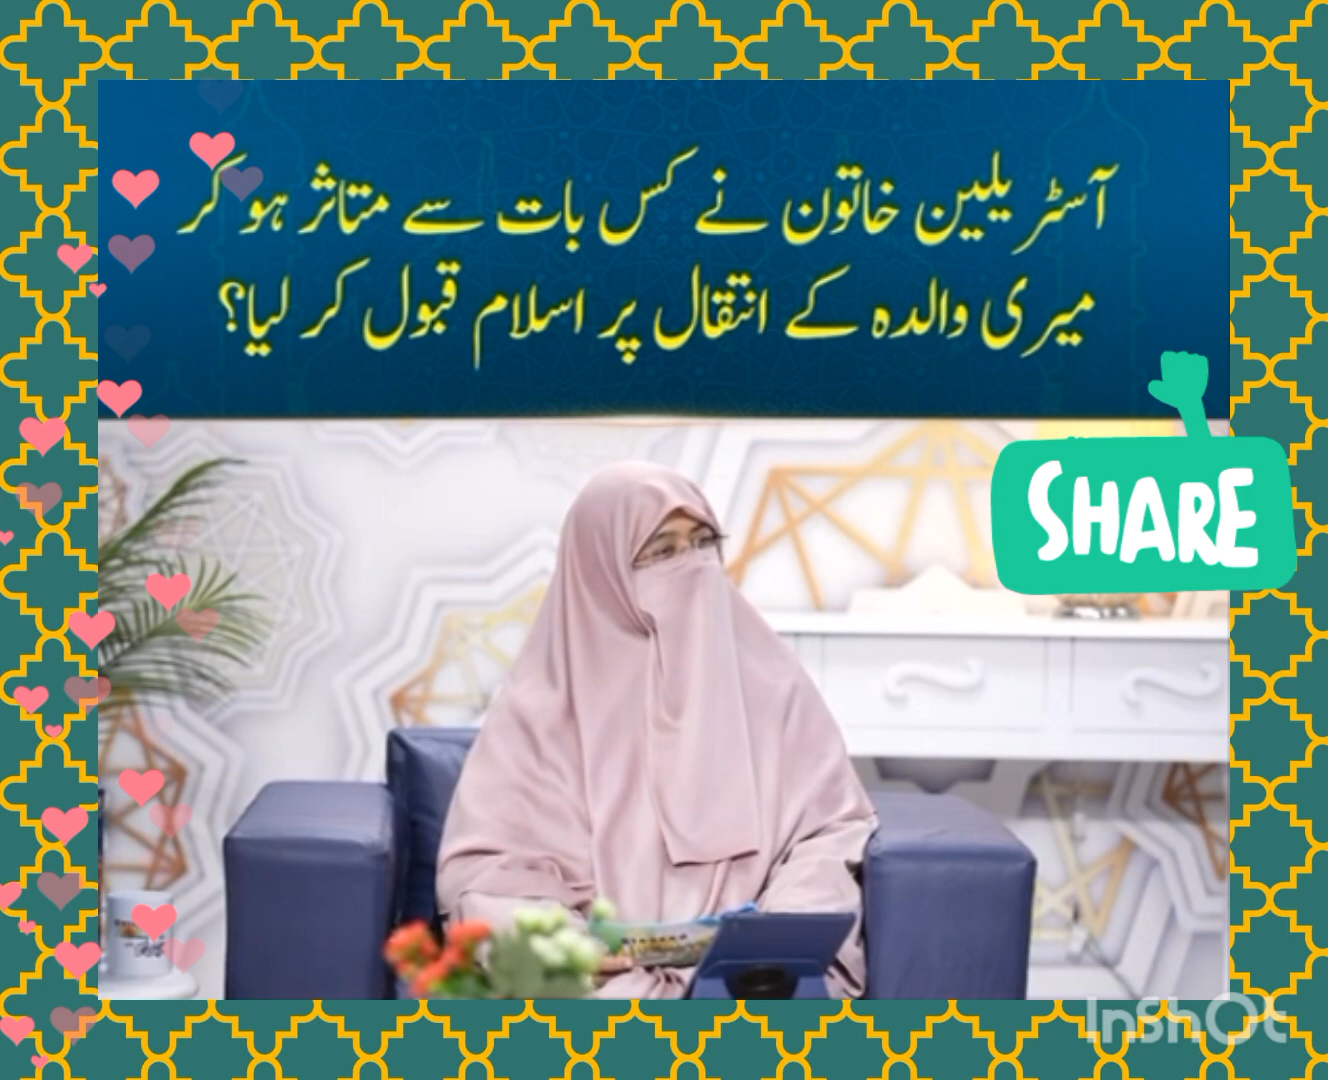 آسٹریلین خاتون نے کس بات سے متاثر ہو کر
میری والدہ کے انتقال پر اسلام قبول کر لیا؟
SHARE
InShOt